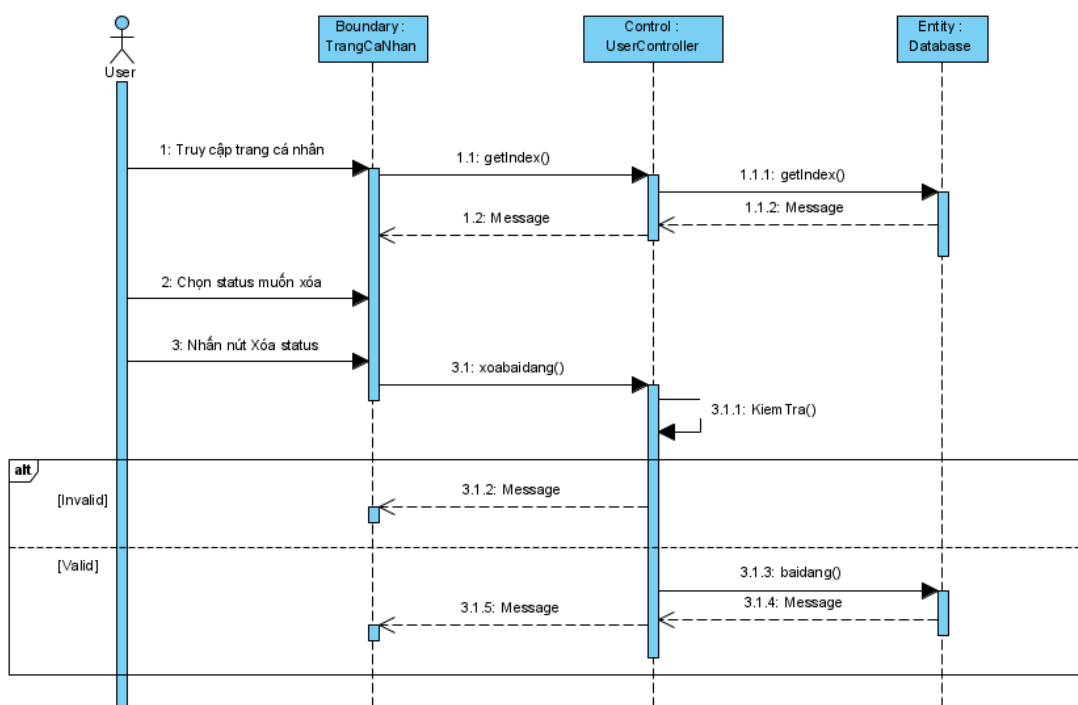 Boundary :
TrangCaNhan
Control :
UserController
Entity :
Database
User
1: Truy cập trang cá nhân
1.1: getIndex()
1.1.1: getIndex()
1.1.2: Message
1.2: Message
2: Chọn status muốn xóa
3: Nhấn nút Xóa status
3.1: xoabaidang()
3.1.1: KiemTra()
alt
[Invalid]
3.1.2: Message
[Valid]
3.1.3: baidang()
3.1.4: Message
3.1.5: Message